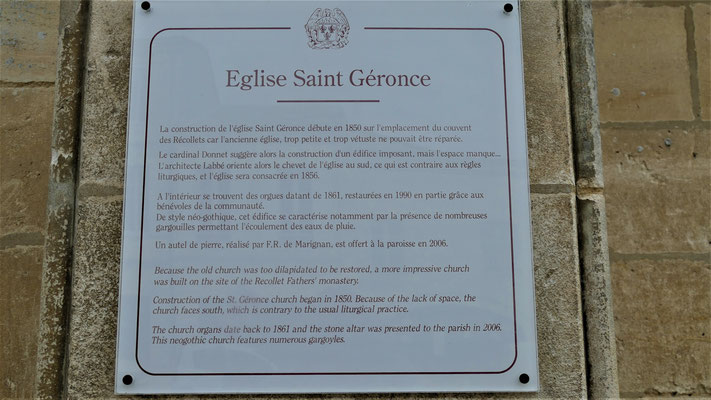 Eglise Saint Géronce
La construction de l'église Saint Géronce débute en 1850 sur l'emplacement du couvent
des Récollets car l'ancienne église, trop petite et trop vétuste ne pouvait être réparée.
Le cardinal Donnet suggère alors la construction d'un édifice imposant, mais l'espace manque...
L'architecte Labbé oriente alors le chevet de l'église au sud, ce qui est contraire aux règles
liturgiques, et l'église sera consacrée en 1856.
A l'intérieur se trouvent des orgues datant de 1861, restaurées en 1990 en partie grâce aux
bénévoles de la communauté.
De style néo-gothique, cet édifice se caractérise notamment par la présence de nombreuses
gargouilles permettant l'écoulement des eaux de pluie.
Un autel de pierre, réalisé par F.R. de Marignan, est offert à la paroisse en 2006.
Because the old church was too dilapidated to be restored, a more impressive church
was built on the site of the Recollet Fathers' monastery.
Construction of the St. Géronce church began in 1850. Because of the lack of space, the
church faces south, which is contrary to the usual liturgical practice.
The church organs date back to 1861 and the stone altar was presented to the parish in 2006.
This neogothic church features numerous gargoyles.